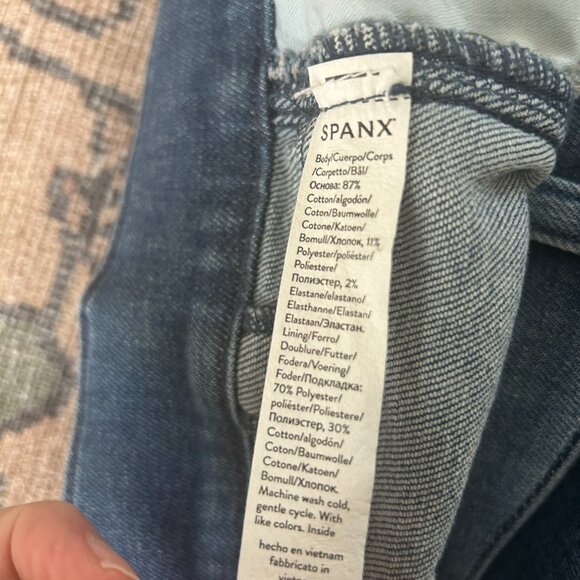 SPANX
Body/Cuerpo/Corps
/Corpetto/Bål/
Основа: 87%
Cotton/algodón/
Coton/Baumwolle/
Cotone/Katoen/
Bomull/Хлопок, 11%
Polyester/poliéster/
Poliestere/
Полиэстер, 2%
Elastane/elastano/
Elasthanne/Elastan/
Elastaan/Эластан.
Lining/Forro/
Doublure/Futter/
Fodera/Voering/
Foder/Подкладка:
70% Polyester/
poliéster/Poliestere/
Полиэстер, 30%
Cotton/algodón/
Coton/Baumwolle/
Cotone/Katoen/
Bomull/Хлопок.
Machine wash cold,
gentle cycle. With
like colors. Inside
hecho en vietnam
fabbricato in